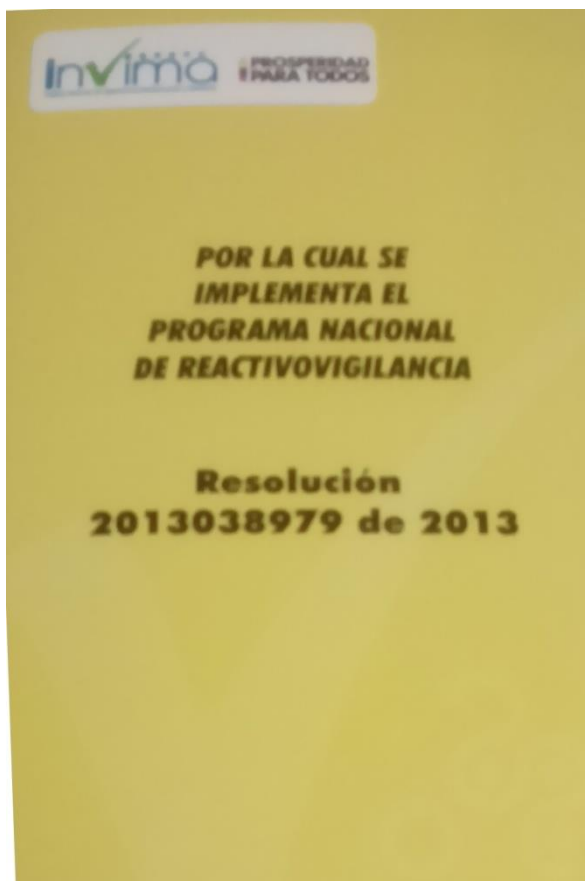 Invima
PROSPERIDAD
PARA TODOS
POR LA CUAL SE
IMPLEMENTA EL
PROGRAMA NACIONAL
DE REACTIVOVIGILANCIA
Resolución
2013038979 de 2013